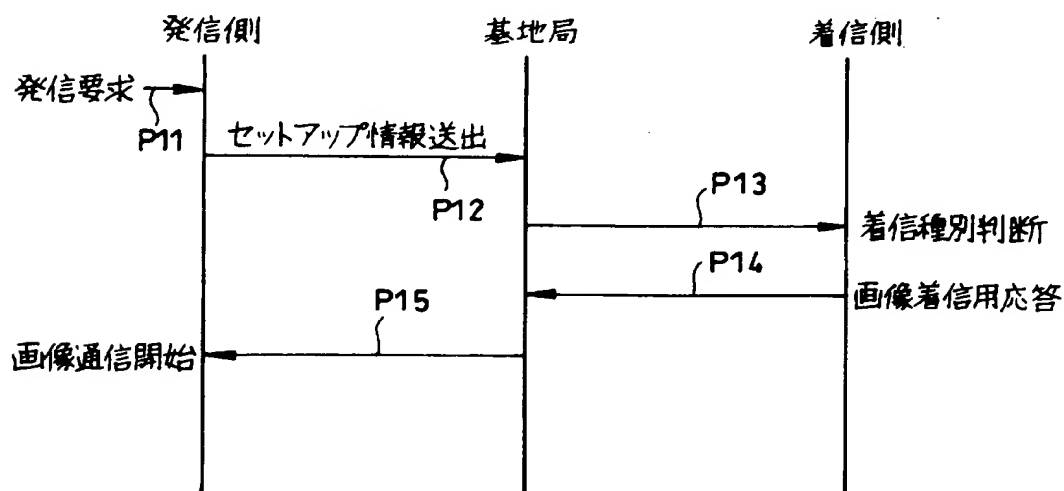 発信側
基地局
着信側
発信要求
P11
セットアップ情報送出
P12
P13
着信種別判断
P14
画像着信用応答
P15
画像通信開始